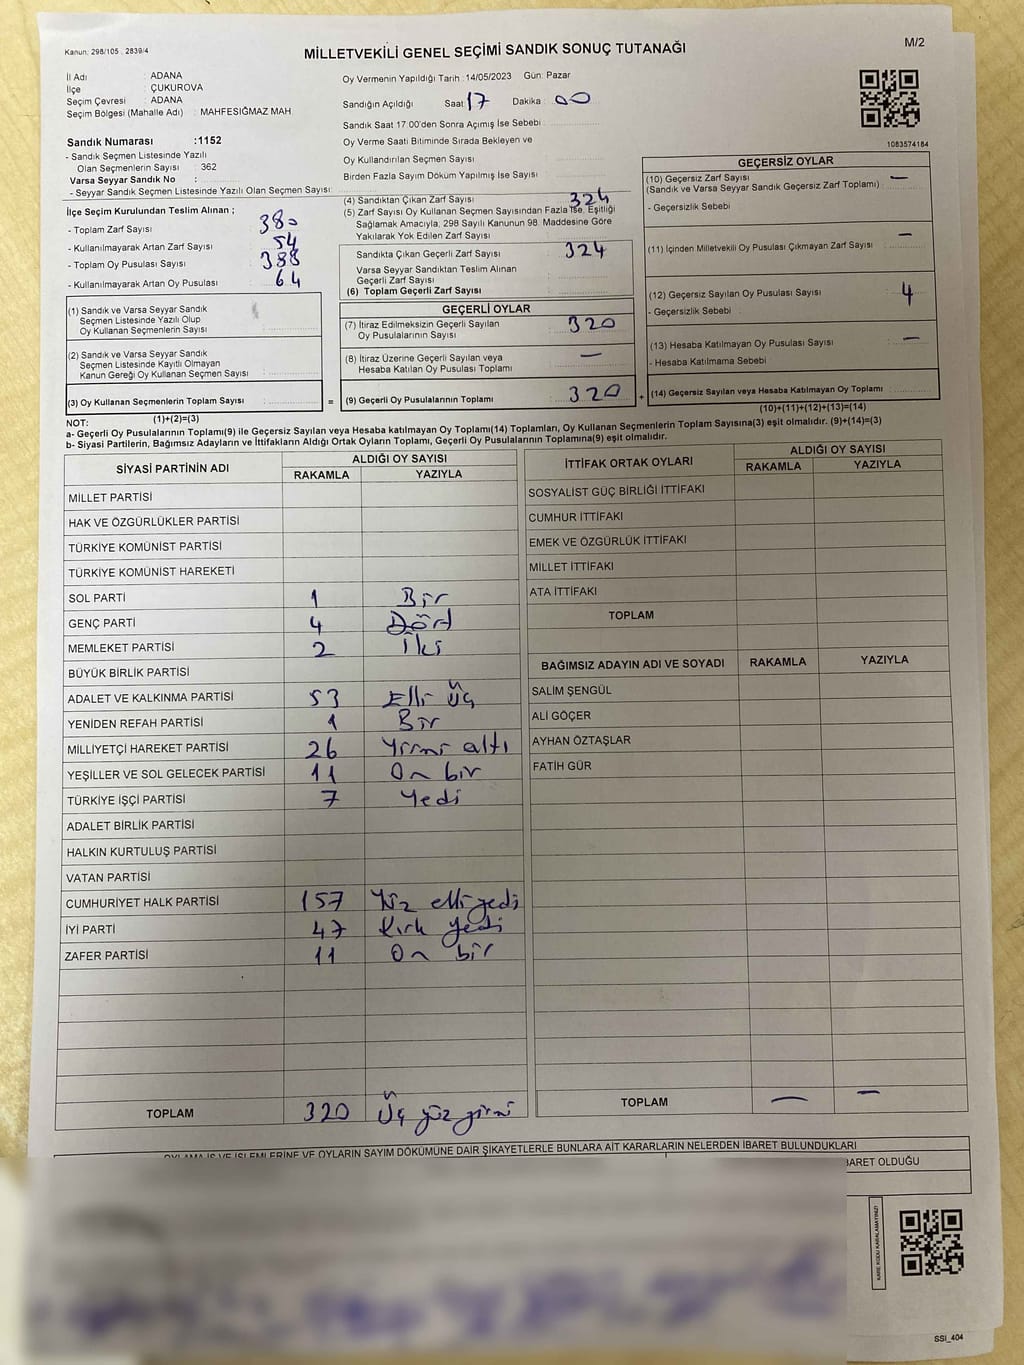 Kanun: 298/105 , 2839/4
MİLLETVEKİLİ GENEL SEÇİMİ SANDIK SONUÇ TUTANAĞI
M/2
İl Adı : ADANA
İlçe : ÇUKUROVA
Seçim Çevresi : ADANA
Seçim Bölgesi (Mahalle Adı) : MAHFESIĞMAZ MAH
Sandık Numarası :1152
- Sandık Seçmen Listesinde Yazılı
Olan Seçmenlerin Sayısı : 362
Varsa Seyyar Sandık No :
- Seyyar Sandık Seçmen Listesinde Yazılı Olan Seçmen Sayısı:
Oy Vermenin Yapıldığı Tarih : 14/05/2023 Gün: Pazar
Sandığın Açıldığı Saat 17 Dakika 00
Sandık Saat 17.00'den Sonra Açımış İse Sebebi
Oy Verme Saati Bitiminde Sırada Bekleyen ve
Oy Kullandırılan Seçmen Sayısı
Birden Fazla Sayım Döküm Yapılmış İse Sayısı
1083574184
İlçe Seçim Kurulundan Teslim Alınan ;
- Toplam Zarf Sayısı : 380
- Kullanılmayarak Artan Zarf Sayısı : 54
- Toplam Oy Pusulası Sayısı : 388
- Kullanılmayarak Artan Oy Pusulası : 64
(4) Sandıktan Çıkan Zarf Sayısı 324
(5) Zarf Sayısı Oy Kullanan Seçmen Sayısından Fazla İse, Eşitliği
Sağlamak Amacıyla, 298 Sayılı Kanunun 98. Maddesine Göre
Yakılarak Yok Edilen Zarf Sayısı
Sandıkta Çıkan Geçerli Zarf Sayısı : 324
Varsa Seyyar Sandıktan Teslim Alınan
Geçerli Zarf Sayısı
(6) Toplam Geçerli Zarf Sayısı
(1) Sandık ve Varsa Seyyar Sandık
Seçmen Listesinde Yazılı Olup
Oy Kullanan Seçmenlerin Sayısı :
(2) Sandık ve Varsa Seyyar Sandık
Seçmen Listesinde Kayıtlı Olmayan
Kanun Gereği Oy Kullanan Seçmen Sayısı :
(3) Oy Kullanan Seçmenlerin Toplam Sayısı :
(1)+(2)=(3)
=
GEÇERLİ OYLAR
(7) İtiraz Edilmeksizin Geçerli Sayılan
Oy Pusulalarının Sayısı : 320
(8) İtiraz Üzerine Geçerli Sayılan veya
Hesaba Katılan Oy Pusulası Toplamı : —
(9) Geçerli Oy Pusulalarının Toplamı : 320
+
GEÇERSİZ OYLAR
(10) Geçersiz Zarf Sayısı : —
(Sandık ve Varsa Seyyar Sandık Geçersiz Zarf Toplamı)
- Geçersizlik Sebebi
(11) İçinden Milletvekili Oy Pusulası Çıkmayan Zarf Sayısı : —
(12) Geçersiz Sayılan Oy Pusulası Sayısı : 4
- Geçersizlik Sebebi :
(13) Hesaba Katılmayan Oy Pusulası Sayısı : —
- Hesaba Katılmama Sebebi
(14) Geçersiz Sayılan veya Hesaba Katılmayan Oy Toplamı :
(10)+(11)+(12)+(13)=(14)
NOT:
a- Geçerli Oy Pusulalarının Toplamı(9) ile Geçersiz Sayılan veya Hesaba katılmayan Oy Toplamı(14) Toplamları, Oy Kullanan Seçmenlerin Toplam Sayısına(3) eşit olmalıdır. (9)+(14)=(3)
b- Siyasi Partilerin, Bağımsız Adayların ve İttifakların Aldığı Ortak Oyların Toplamı, Geçerli Oy Pusulalarının Toplamına(9) eşit olmalıdır.
SİYASİ PARTİNİN ADI ALDIĞI OY SAYISI
RAKAMLA YAZIYLA
MİLLET PARTİSİ
HAK VE ÖZGÜRLÜKLER PARTİSİ
TÜRKİYE KOMÜNİST PARTİSİ
TÜRKİYE KOMÜNİST HAREKETİ
SOL PARTİ 1 Bir
GENÇ PARTİ 4 Dört
MEMLEKET PARTİSİ 2 İki
BÜYÜK BİRLİK PARTİSİ
ADALET VE KALKINMA PARTİSİ 53 Elli Üç
YENİDEN REFAH PARTİSİ 1 Bir
MİLLİYETÇİ HAREKET PARTİSİ 26 Yirmi altı
YEŞİLLER VE SOL GELECEK PARTİSİ 11 On bir
TÜRKİYE İŞÇİ PARTİSİ 7 Yedi
ADALET BİRLİK PARTİSİ
HALKIN KURTULUŞ PARTİSİ
VATAN PARTİSİ
CUMHURİYET HALK PARTİSİ 157 Yüz elli yedi
İYİ PARTİ 47 Kırk yedi
ZAFER PARTİSİ 11 On bir
TOPLAM 320 Üç yüz yirmi
İTTİFAK ORTAK OYLARI ALDIĞI OY SAYISI
RAKAMLA YAZIYLA
SOSYALİST GÜÇ BİRLİĞİ İTTİFAKI
CUMHUR İTTİFAKI
EMEK VE ÖZGÜRLÜK İTTİFAKI
MİLLET İTTİFAKI
ATA İTTİFAKI
TOPLAM
BAĞIMSIZ ADAYIN ADI VE SOYADI RAKAMLA YAZIYLA
SALİM ŞENGÜL
ALİ GÖÇER
AYHAN ÖZTAŞLAR
FATİH GÜR
TOPLAM — —
OYLAMA İŞ VE İŞLEMLERİNE VE OYLARIN SAYIM DÖKÜMÜNE DAİR ŞİKAYETLERLE BUNLARA AİT KARARLARIN NELERDEN İBARET BULUNDUKLARI
BARET OLDUĞU
KARE KODU KARALAMAYINIZ!
SSİ_404